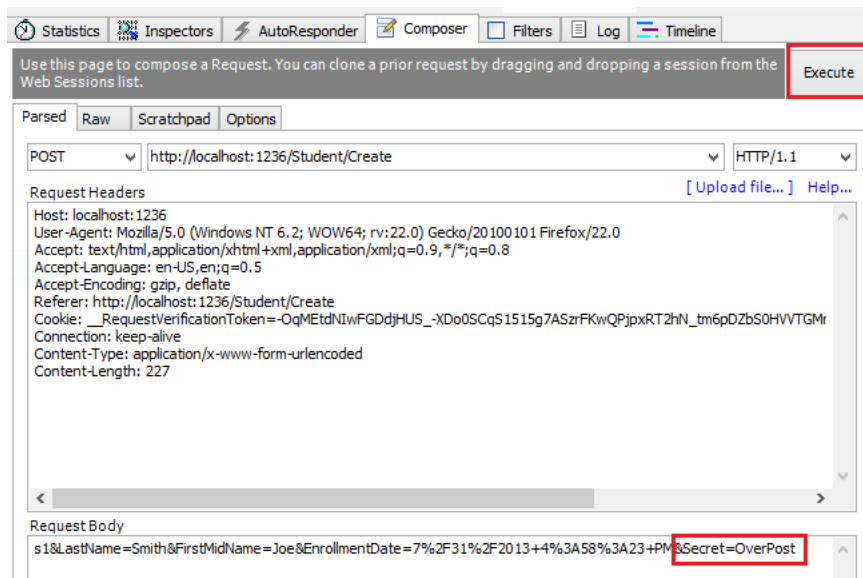 Statistics Inspectors AutoResponder Composer Filters Log Timeline
Use this page to compose a Request. You can clone a prior request by dragging and dropping a session from the
Web Sessions list.
Execute
Parsed Raw Scratchpad Options
POST http://localhost:1236/Student/Create HTTP/1.1
Request Headers [ Upload file... ] Help...
Host: localhost:1236
User-Agent: Mozilla/5.0 (Windows NT 6.2; WOW64; rv:22.0) Gecko/20100101 Firefox/22.0
Accept: text/html,application/xhtml+xml,application/xml;q=0.9,*/*;q=0.8
Accept-Language: en-US,en;q=0.5
Accept-Encoding: gzip, deflate
Referer: http://localhost:1236/Student/Create
Cookie: __RequestVerificationToken=-OqMEtdNIwFGDdjHUS_-XDo0SCqS1515g7ASzrFKwQPjpxRT2hN_tm6pDZbS0HVVTGMr
Connection: keep-alive
Content-Type: application/x-www-form-urlencoded
Content-Length: 227
Request Body
s1&LastName=Smith&FirstMidName=Joe&EnrollmentDate=7%2F31%2F2013+4%3A58%3A23+PM&Secret=OverPost